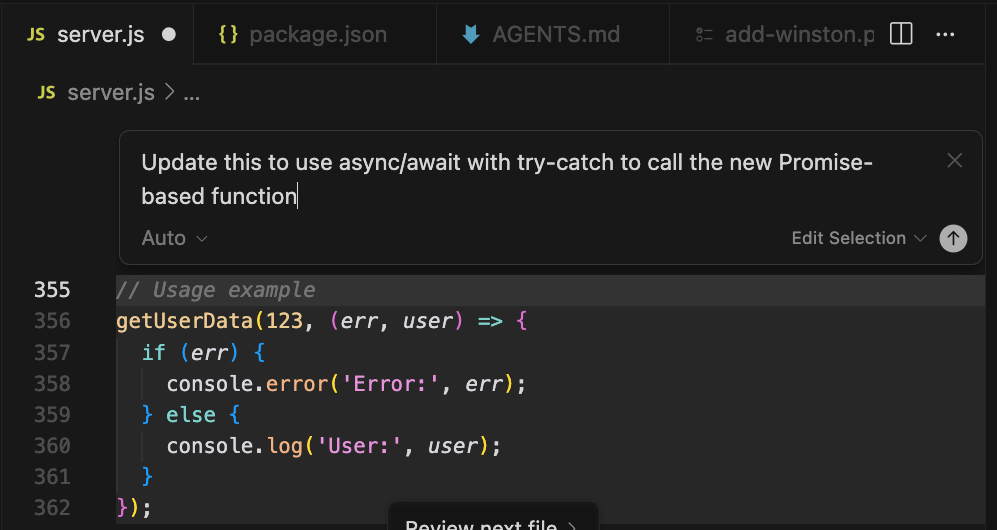 JS server.js
{} package.json
AGENTS.md
add-winston.p
JS server.js > ...
Update this to use async/await with try-catch to call the new Promise-
based function
Auto
Edit Selection
355 // Usage example
356 getUserData(123, (err, user) => {
357 if (err) {
358 console.error('Error:', err);
359 } else {
360 console.log('User:', user);
361 }
362 });
Review next file >